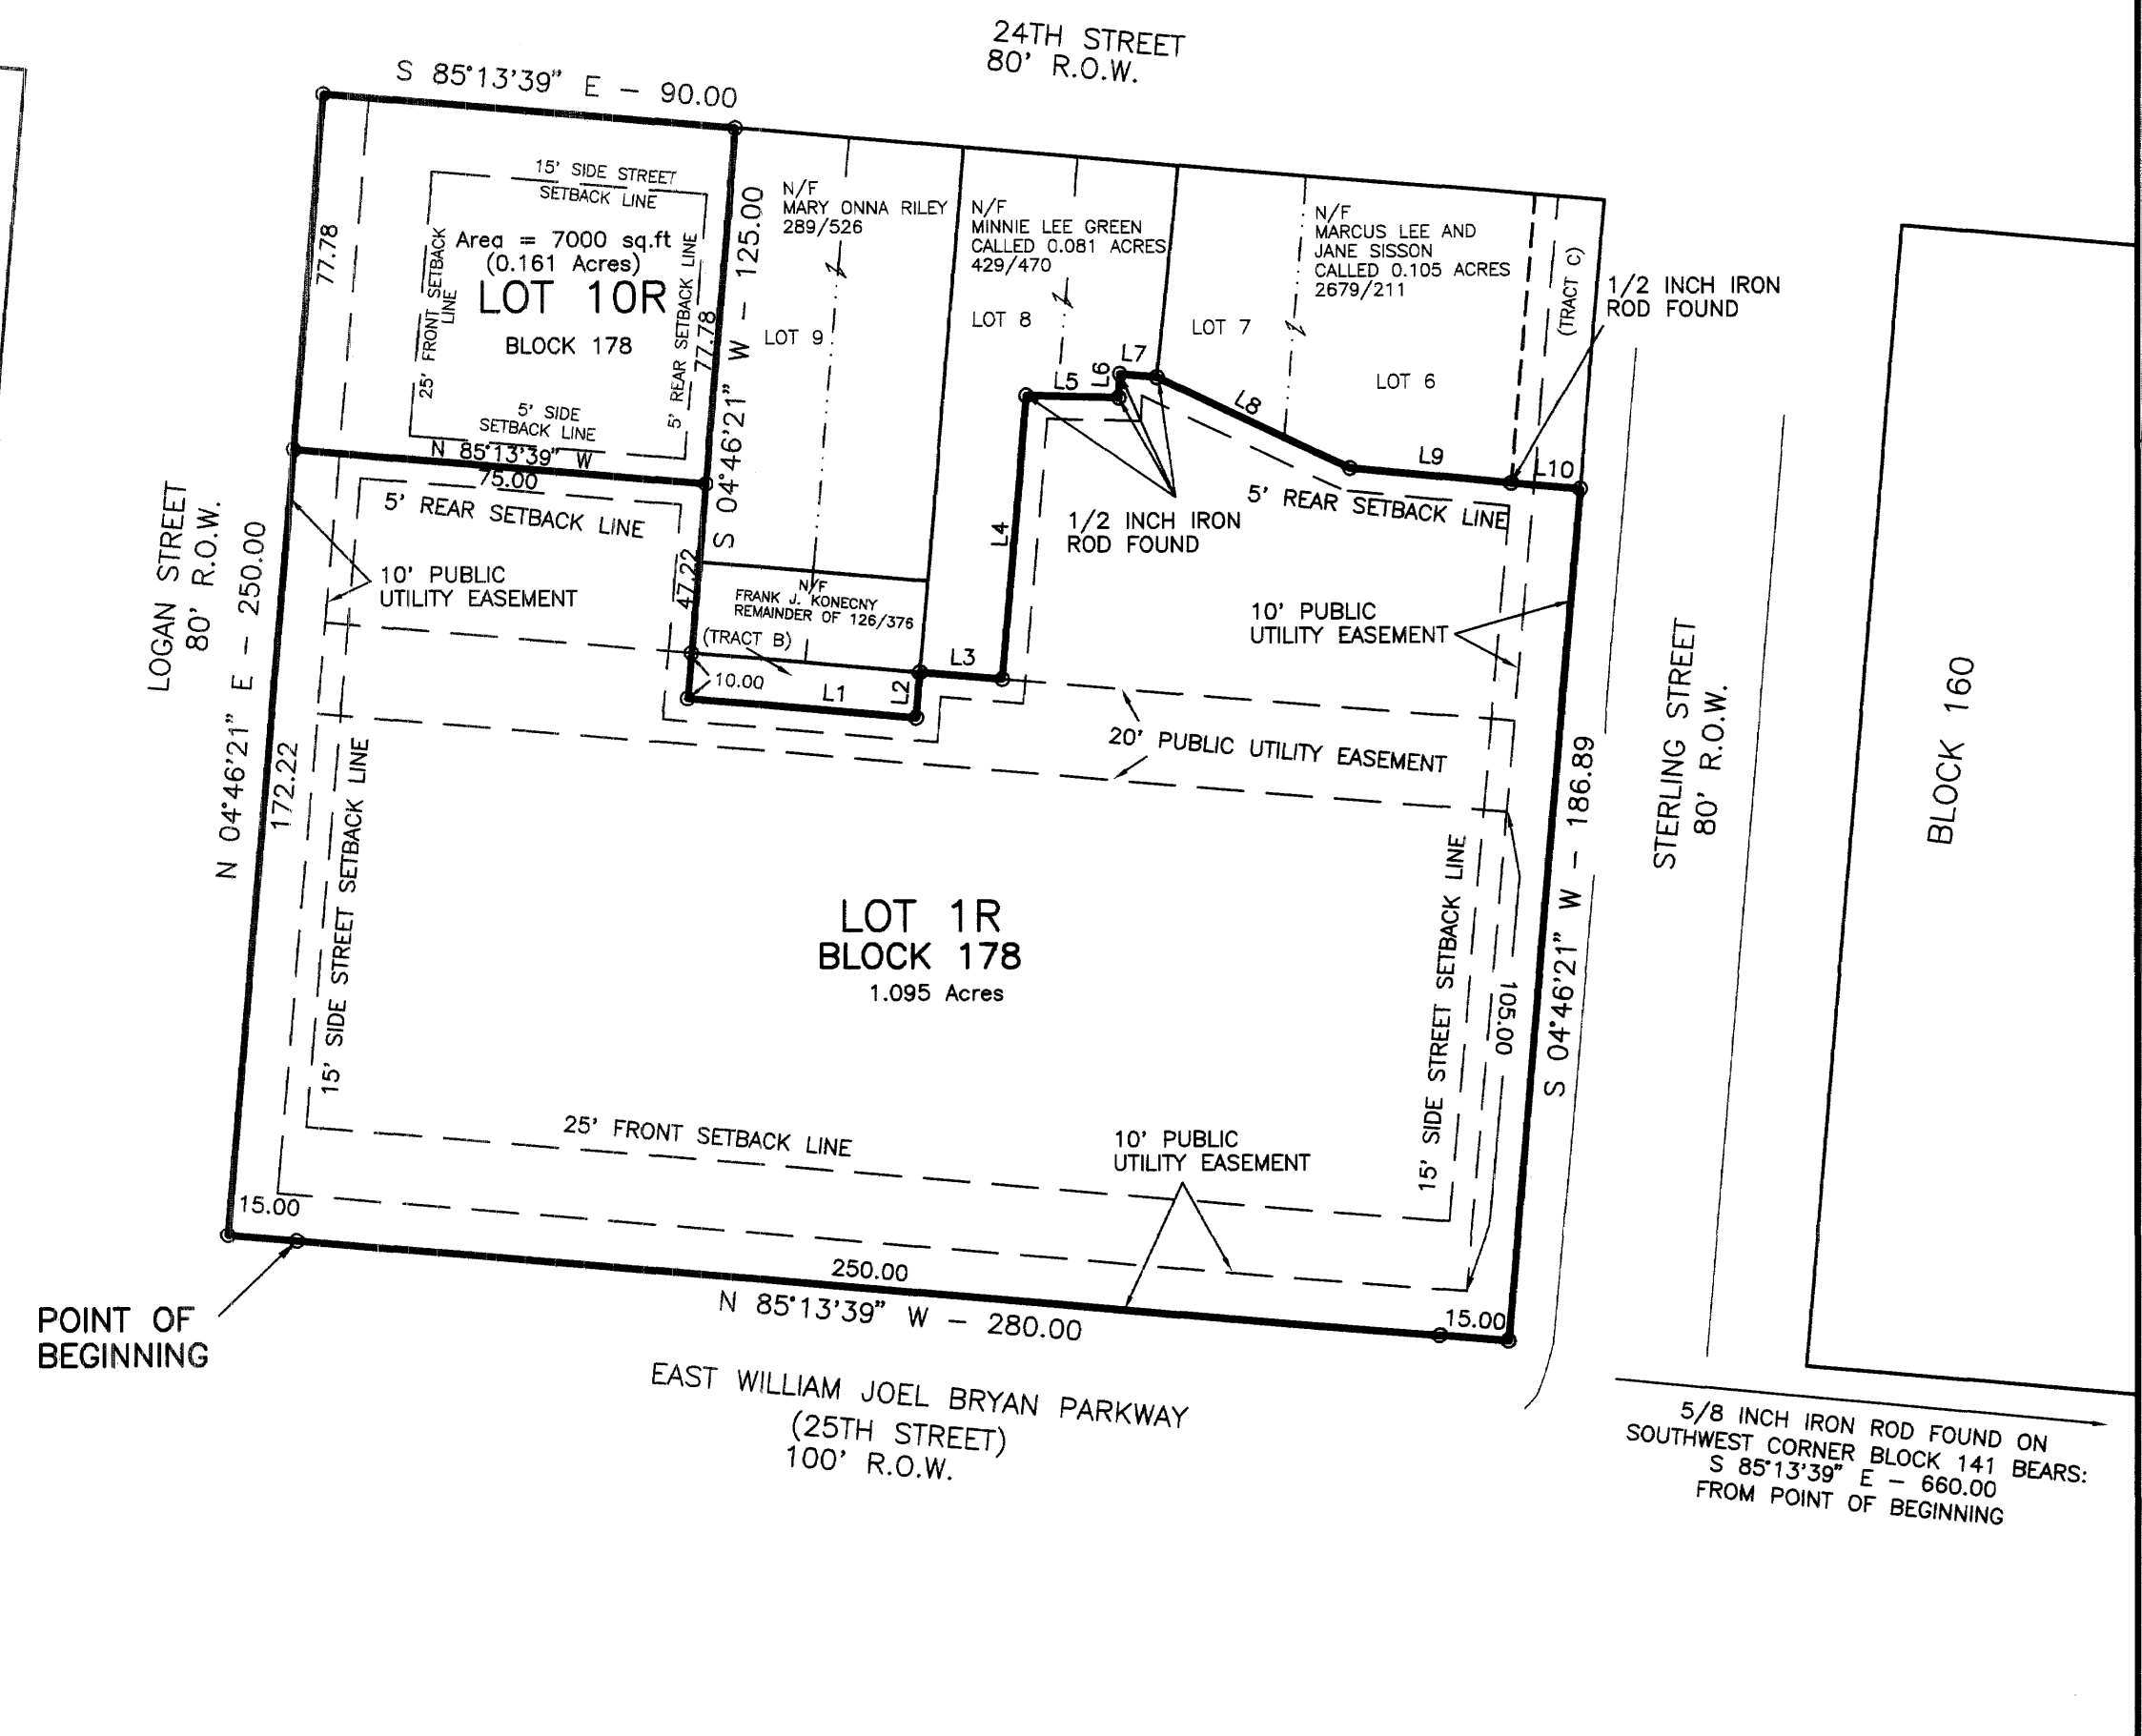 24TH STREET
80' R.O.W.
S 85°13'39" E – 90.00
15' SIDE STREET
SETBACK LINE
Area = 7000 sq.ft
(0.161 Acres)
LOT 10R
BLOCK 178
25' FRONT SETBACK
LINE
5' REAR SETBACK LINE
5' SIDE
SETBACK LINE
77.78
77.78
S 04°46'21" W – 125.00
N 85°13'39" W
75.00
N/F
MARY ONNA RILEY
289/526
LOT 9
N/F
MINNIE LEE GREEN
CALLED 0.081 ACRES
429/470
LOT 8
LOT 7
N/F
MARCUS LEE AND
JANE SISSON
CALLED 0.105 ACRES
2679/211
LOT 6
(TRACT C)
1/2 INCH IRON
ROD FOUND
L7
L6
L5
L8
L9
L10
L4
1/2 INCH IRON
ROD FOUND
5' REAR SETBACK LINE
5' REAR SETBACK LINE
47.22
10' PUBLIC
UTILITY EASEMENT
N/F
FRANK J. KONECNY
REMAINDER OF 126/376
(TRACT B)
L3
10.00
L1
L2
10' PUBLIC
UTILITY EASEMENT
20' PUBLIC UTILITY EASEMENT
LOGAN STREET
80' R.O.W.
N 04°46'21" E – 250.00
172.22
15' SIDE STREET SETBACK LINE
LOT 1R
BLOCK 178
1.095 Acres
15' SIDE STREET SETBACK LINE
105.00
S 04°46'21" W – 186.89
STERLING STREET
80' R.O.W.
BLOCK 160
25' FRONT SETBACK LINE
10' PUBLIC
UTILITY EASEMENT
15.00
250.00
15.00
N 85°13'39" W – 280.00
POINT OF
BEGINNING
EAST WILLIAM JOEL BRYAN PARKWAY
(25TH STREET)
100' R.O.W.
5/8 INCH IRON ROD FOUND ON
SOUTHWEST CORNER BLOCK 141 BEARS:
S 85°13'39" E – 660.00
FROM POINT OF BEGINNING